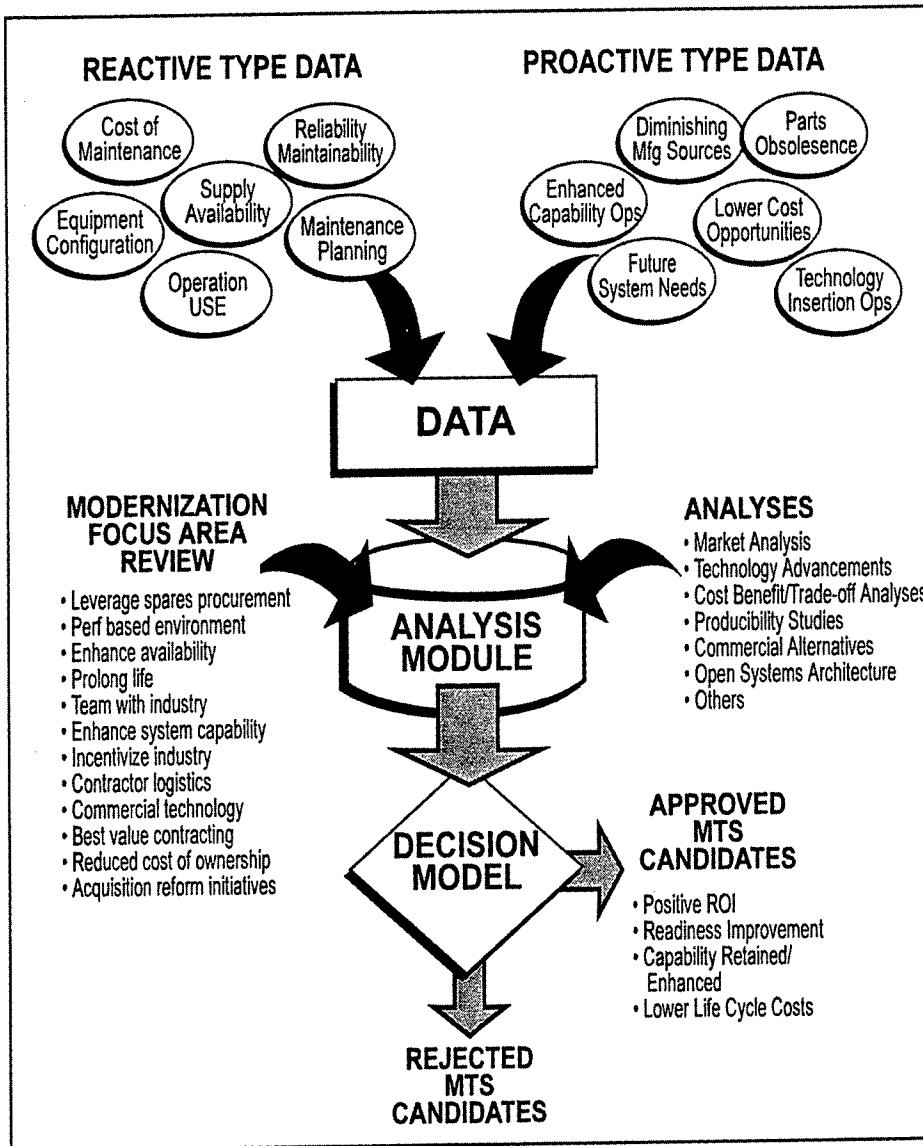 REACTIVE TYPE DATA
Cost of
Maintenance
Reliability
Maintainability
Supply
Availability
Equipment
Configuration
Maintenance
Planning
Operation
USE
PROACTIVE TYPE DATA
Diminishing
Mfg Sources
Parts
Obsolesence
Enhanced
Capability Ops
Lower Cost
Opportunities
Future
System Needs
Technology
Insertion Ops
DATA
MODERNIZATION
FOCUS AREA
REVIEW
• Leverage spares procurement
• Perf based environment
• Enhance availability
• Prolong life
• Team with industry
• Enhance system capability
• Incentivize industry
• Contractor logistics
• Commercial technology
• Best value contracting
• Reduced cost of ownership
• Acquisition reform initiatives
ANALYSIS
MODULE
ANALYSES
• Market Analysis
• Technology Advancements
• Cost Benefit/Trade-off Analyses
• Producibility Studies
• Commercial Alternatives
• Open Systems Architecture
• Others
DECISION
MODEL
APPROVED
MTS
CANDIDATES
• Positive ROI
• Readiness Improvement
• Capability Retained/
Enhanced
• Lower Life Cycle Costs
REJECTED
MTS
CANDIDATES